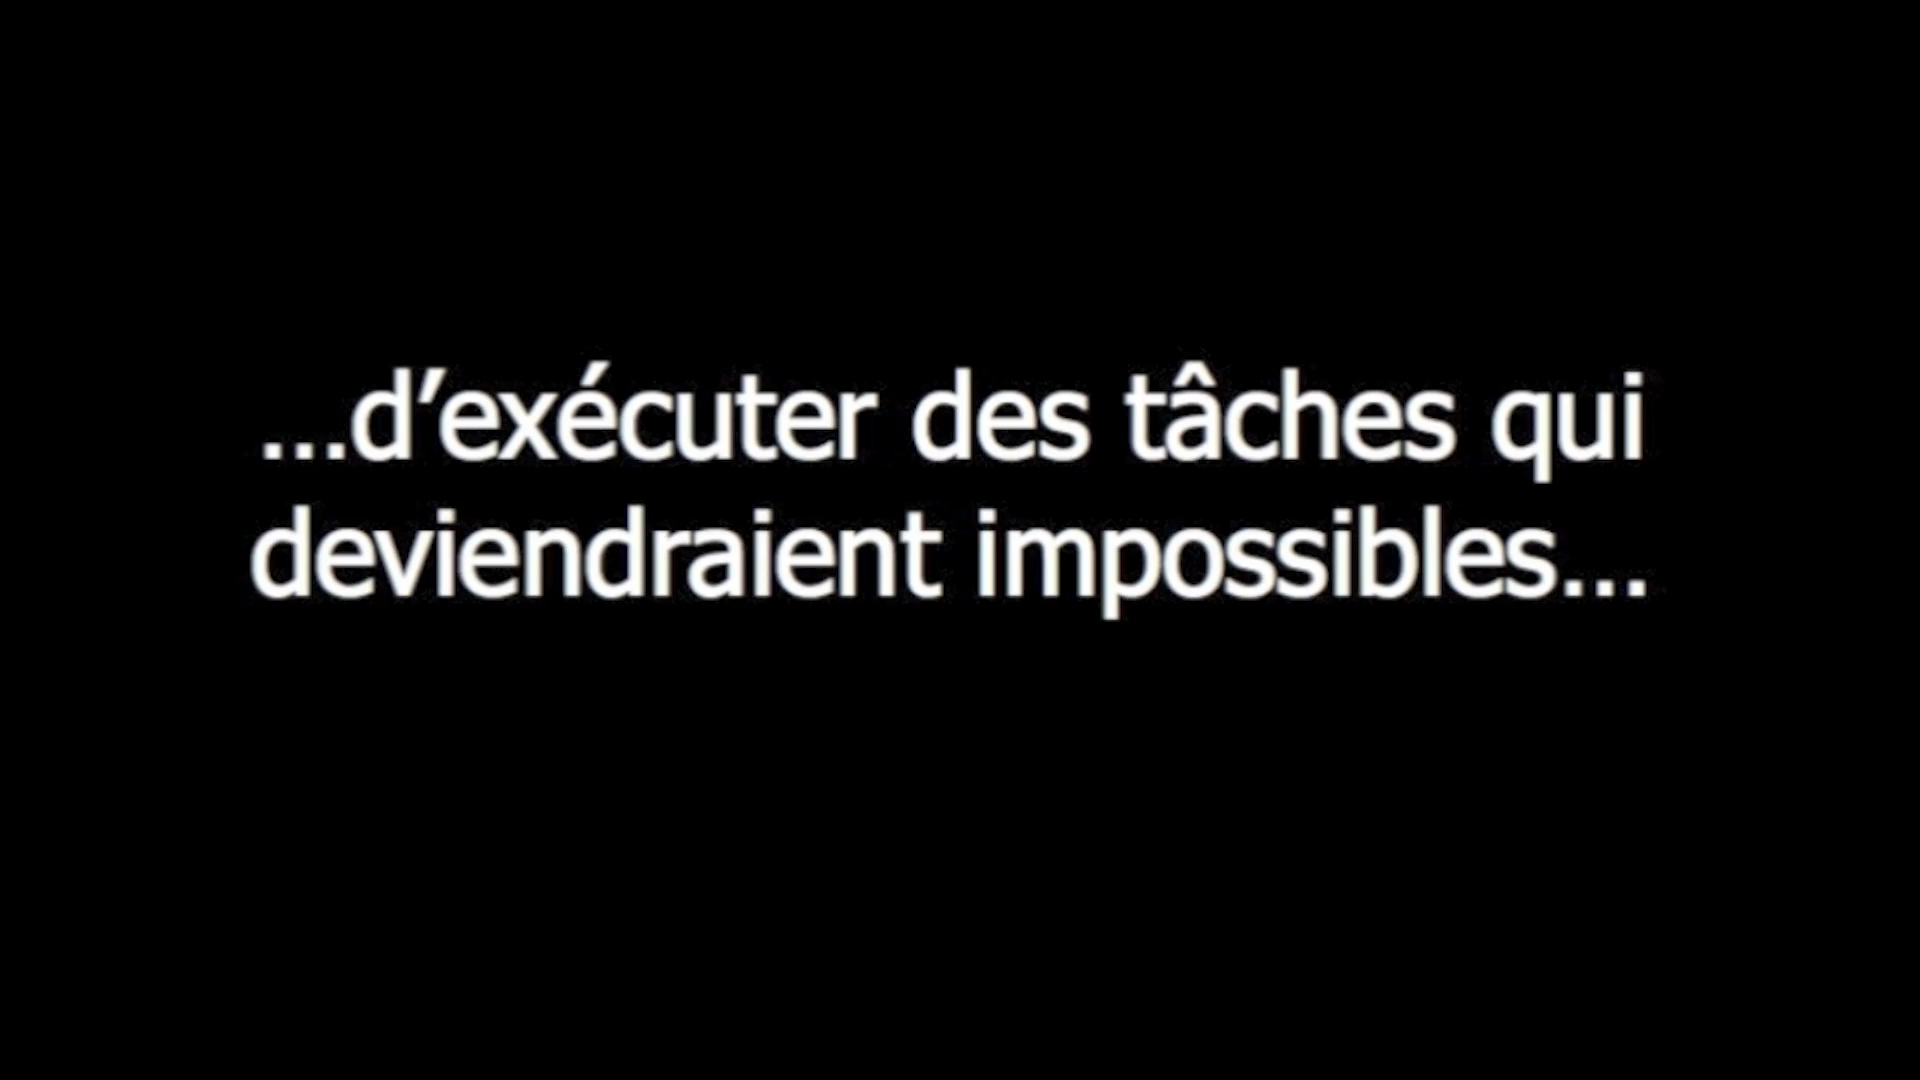 ...d’exécuter des tâches qui
deviendraient impossibles...